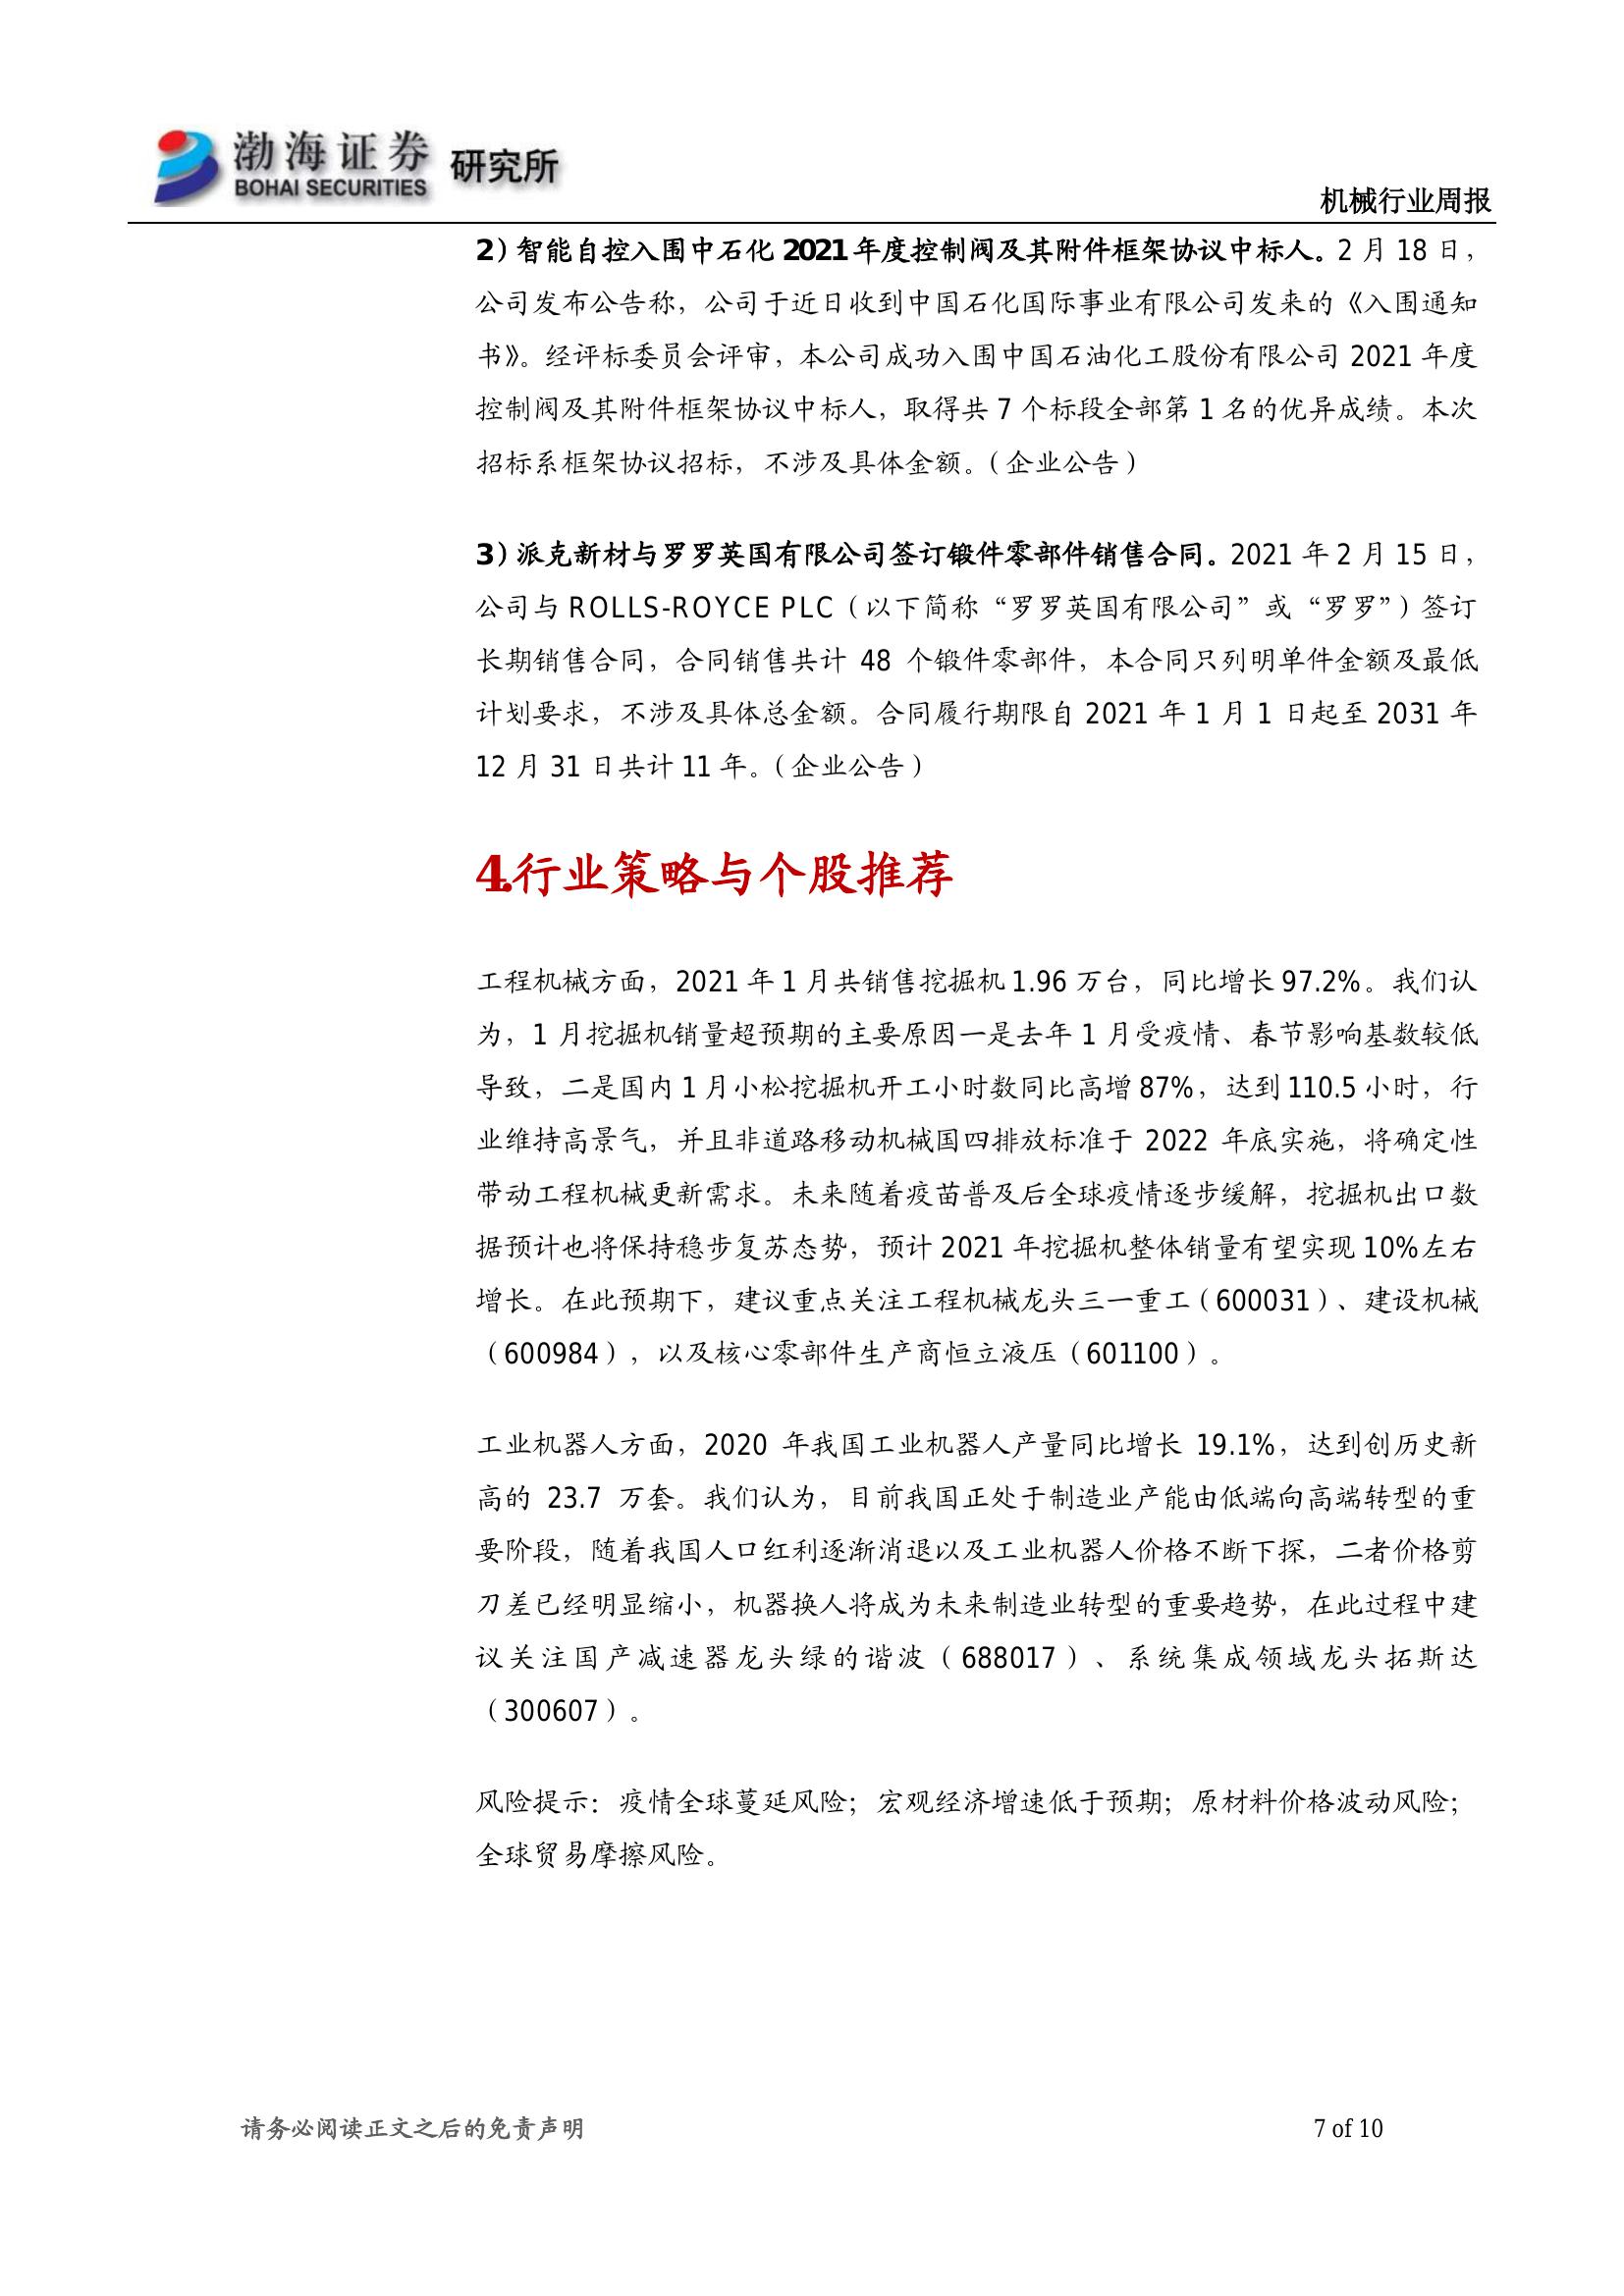 渤海证券 研究所
BOHAI SECURITIES
机械行业周报
2）智能自控入围中石化 2021 年度控制阀及其附件框架协议中标人。2 月 18 日，
公司发布公告称，公司于近日收到中国石化国际事业有限公司发来的《入围通知
书》。经评标委员会评审，本公司成功入围中国石油化工股份有限公司 2021 年度
控制阀及其附件框架协议中标人，取得共 7 个标段全部第 1 名的优异成绩。本次
招标系框架协议招标，不涉及具体金额。（企业公告）
3）派克新材与罗罗英国有限公司签订锻件零部件销售合同。2021 年 2 月 15 日，
公司与 ROLLS-ROYCE PLC（以下简称“罗罗英国有限公司”或“罗罗”）签订
长期销售合同，合同销售共计 48 个锻件零部件，本合同只列明单件金额及最低
计划要求，不涉及具体总金额。合同履行期限自 2021 年 1 月 1 日起至 2031 年
12 月 31 日共计 11 年。（企业公告）
4.行业策略与个股推荐
工程机械方面，2021 年 1 月共销售挖掘机 1.96 万台，同比增长 97.2%。我们认
为，1 月挖掘机销量超预期的主要原因一是去年 1 月受疫情、春节影响基数较低
导致，二是国内 1 月小松挖掘机开工小时数同比高增 87%，达到 110.5 小时，行
业维持高景气，并且非道路移动机械国四排放标准于 2022 年底实施，将确定性
带动工程机械更新需求。未来随着疫苗普及后全球疫情逐步缓解，挖掘机出口数
据预计也将保持稳步复苏态势，预计 2021 年挖掘机整体销量有望实现 10%左右
增长。在此预期下，建议重点关注工程机械龙头三一重工（600031）、建设机械
（600984），以及核心零部件生产商恒立液压（601100）。
工业机器人方面，2020 年我国工业机器人产量同比增长 19.1%，达到创历史新
高的 23.7 万套。我们认为，目前我国正处于制造业产能由低端向高端转型的重
要阶段，随着我国人口红利逐渐消退以及工业机器人价格不断下探，二者价格剪
刀差已经明显缩小，机器换人将成为未来制造业转型的重要趋势，在此过程中建
议关注国产减速器龙头绿的谐波（688017）、系统集成领域龙头拓斯达
（300607）。
风险提示：疫情全球蔓延风险；宏观经济增速低于预期；原材料价格波动风险；
全球贸易摩擦风险。
请务必阅读正文之后的免责声明
7 of 10